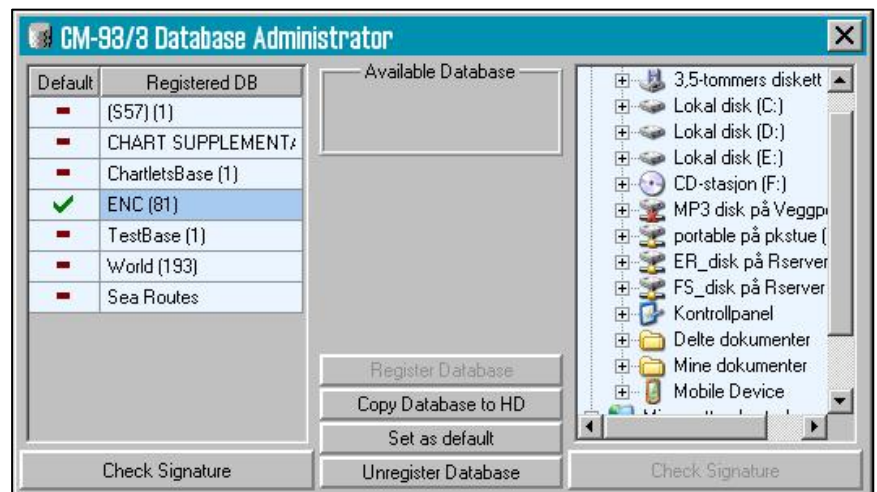 CM-93/3 Database Administrator
Default Registered DB
(S57) (1)
CHART SUPPLEMENTA
ChartletsBase (1)
ENC (81)
TestBase (1)
World (193)
Sea Routes
Check Signature
Available Database
Register Database
Copy Database to HD
Set as default
Unregister Database
3,5-tommers diskett
Lokal disk (C:)
Lokal disk (D:)
Lokal disk (E:)
CD-stasjon (F:)
MP3 disk på
portable på pkstue (
ER_disk på Rserver
FS_disk på Rserver
Kontrollpanel
Delte dokumenter
Mine dokumenter
Mobile Device
Check Signature